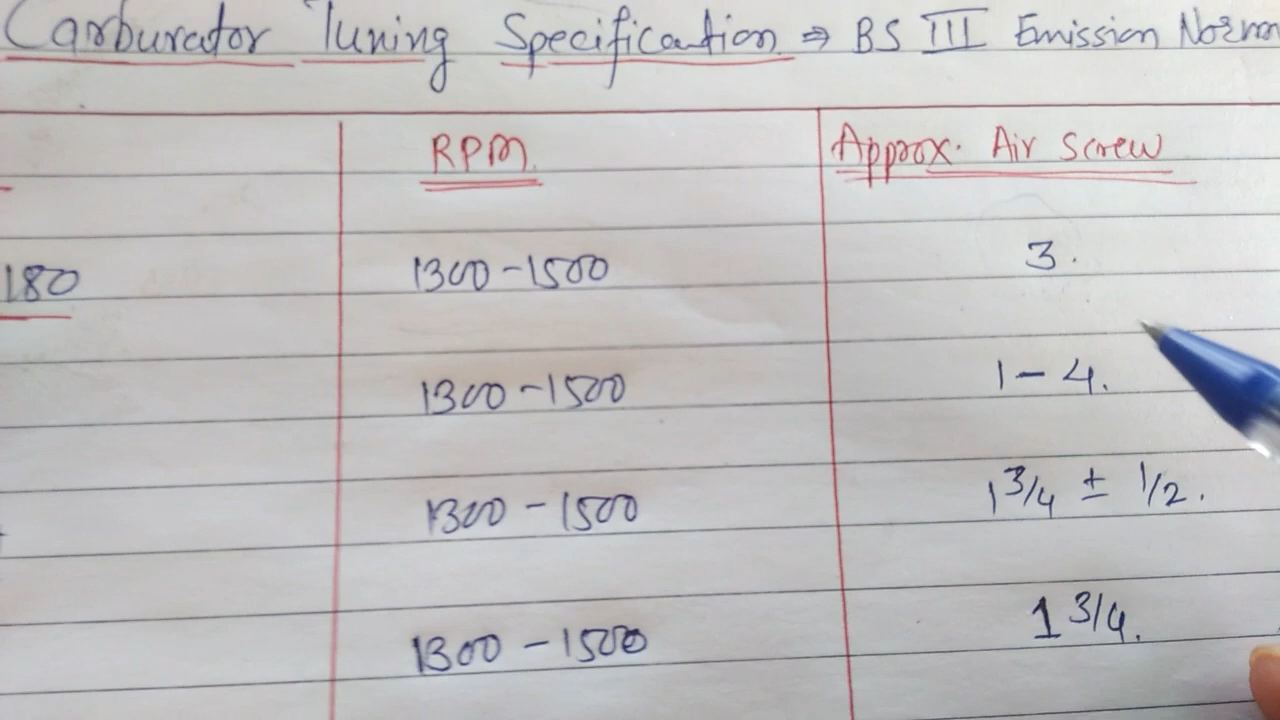 Carburator Tuning Specification ⇒ BS III Emission Norm
RPM Approx. Air Screw
180 1300-1500 3.
1300-1500 1-4.
1300-1500 1 3/4 ± 1/2.
1300-1500 1 3/4.